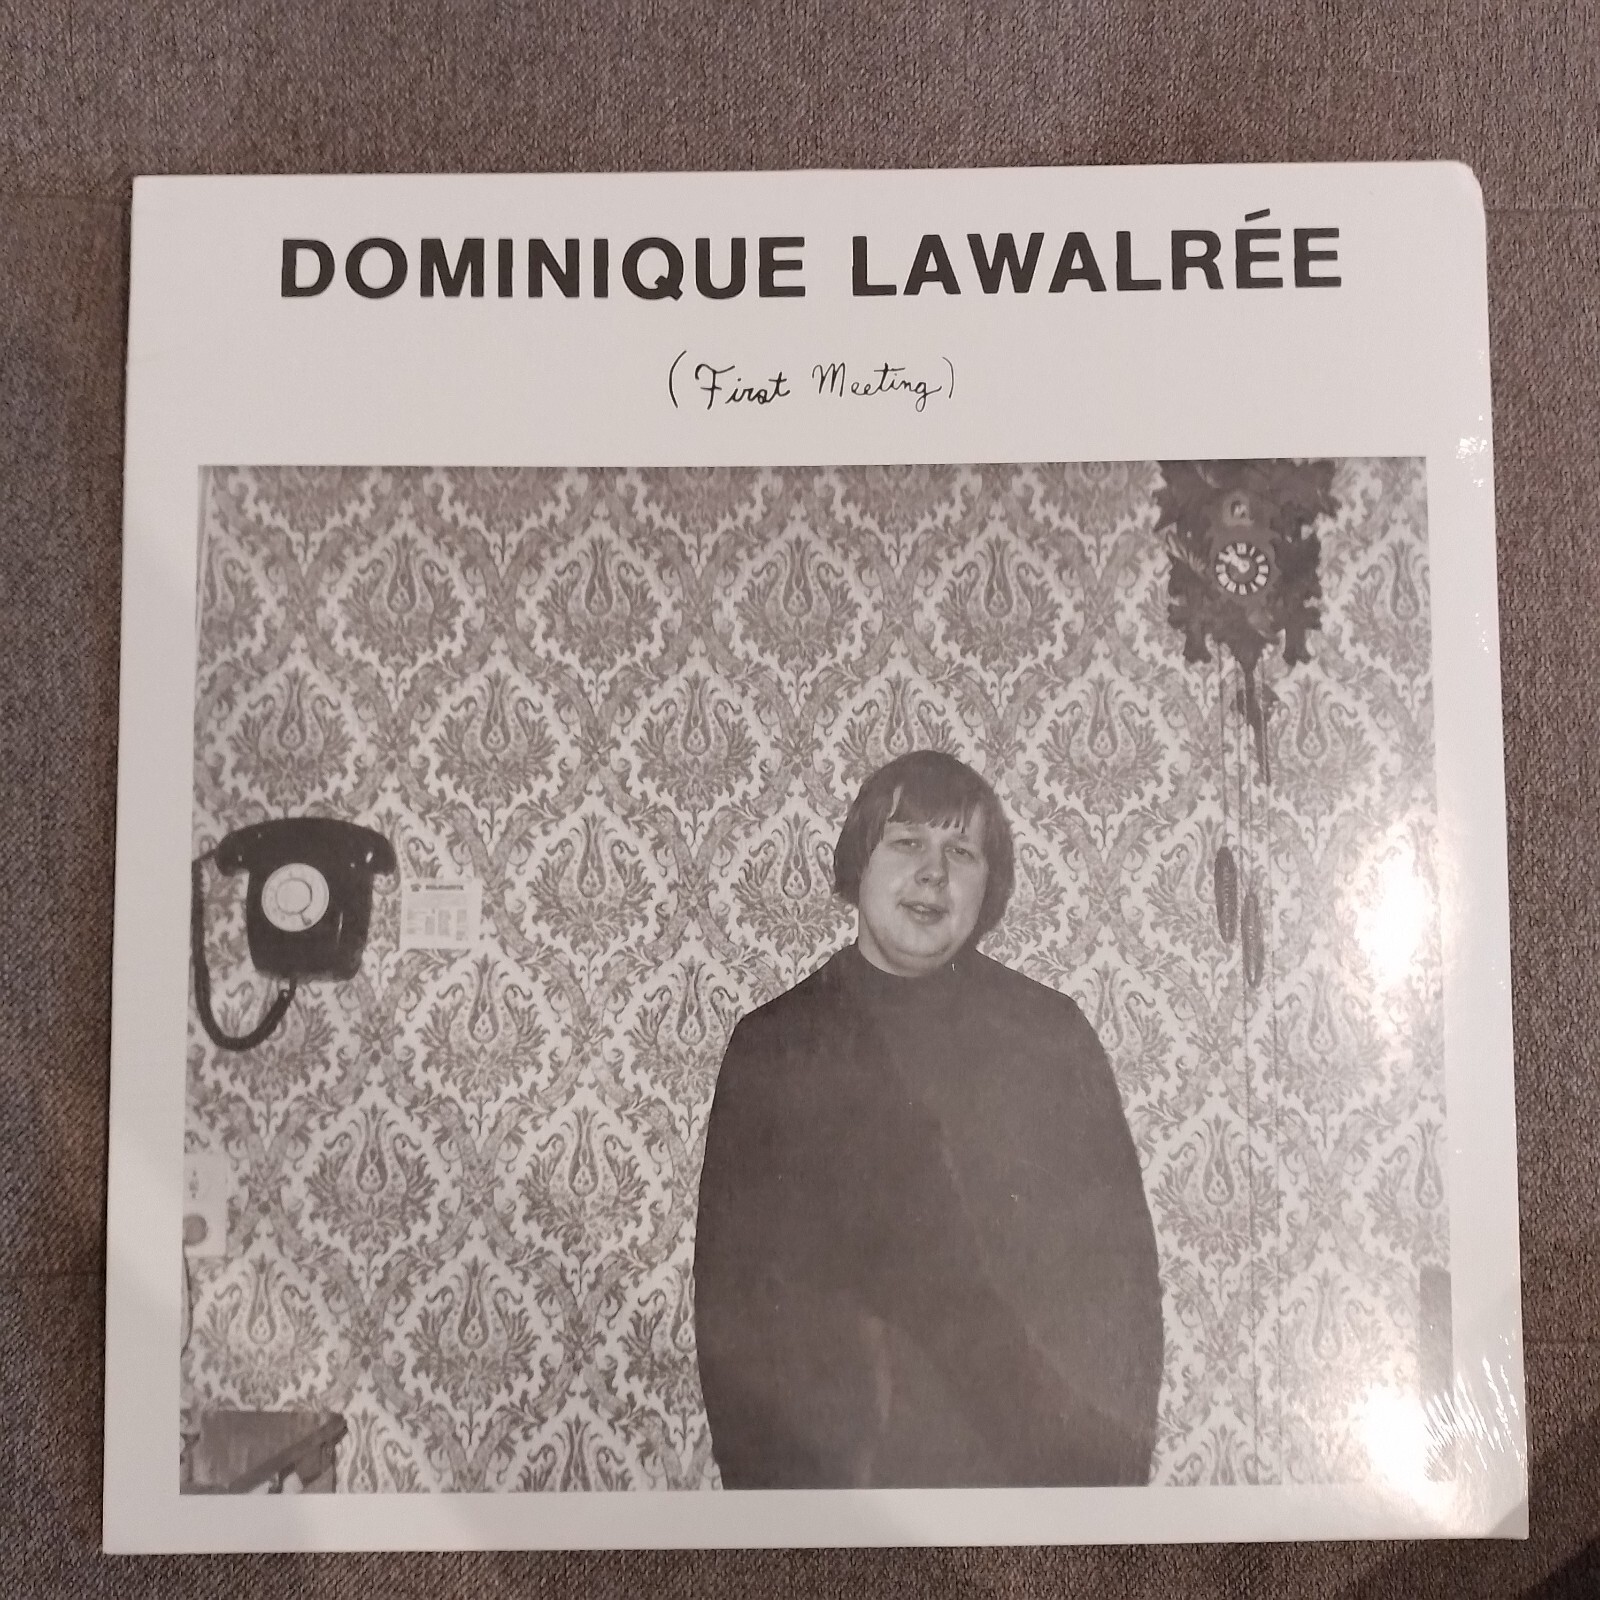 DOMINIQUE LAWALRÉE
(First Meeting)